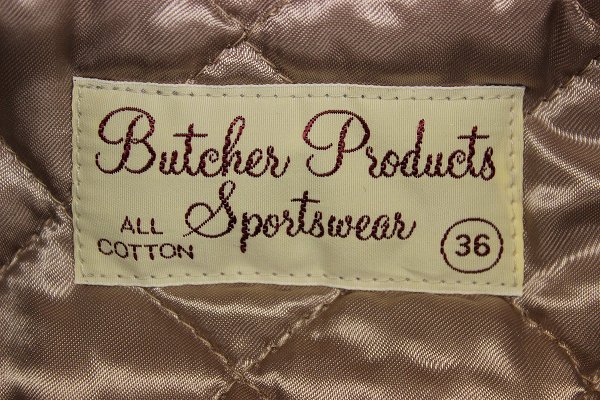 Butcher Products
Sportswear
ALL
COTTON
36